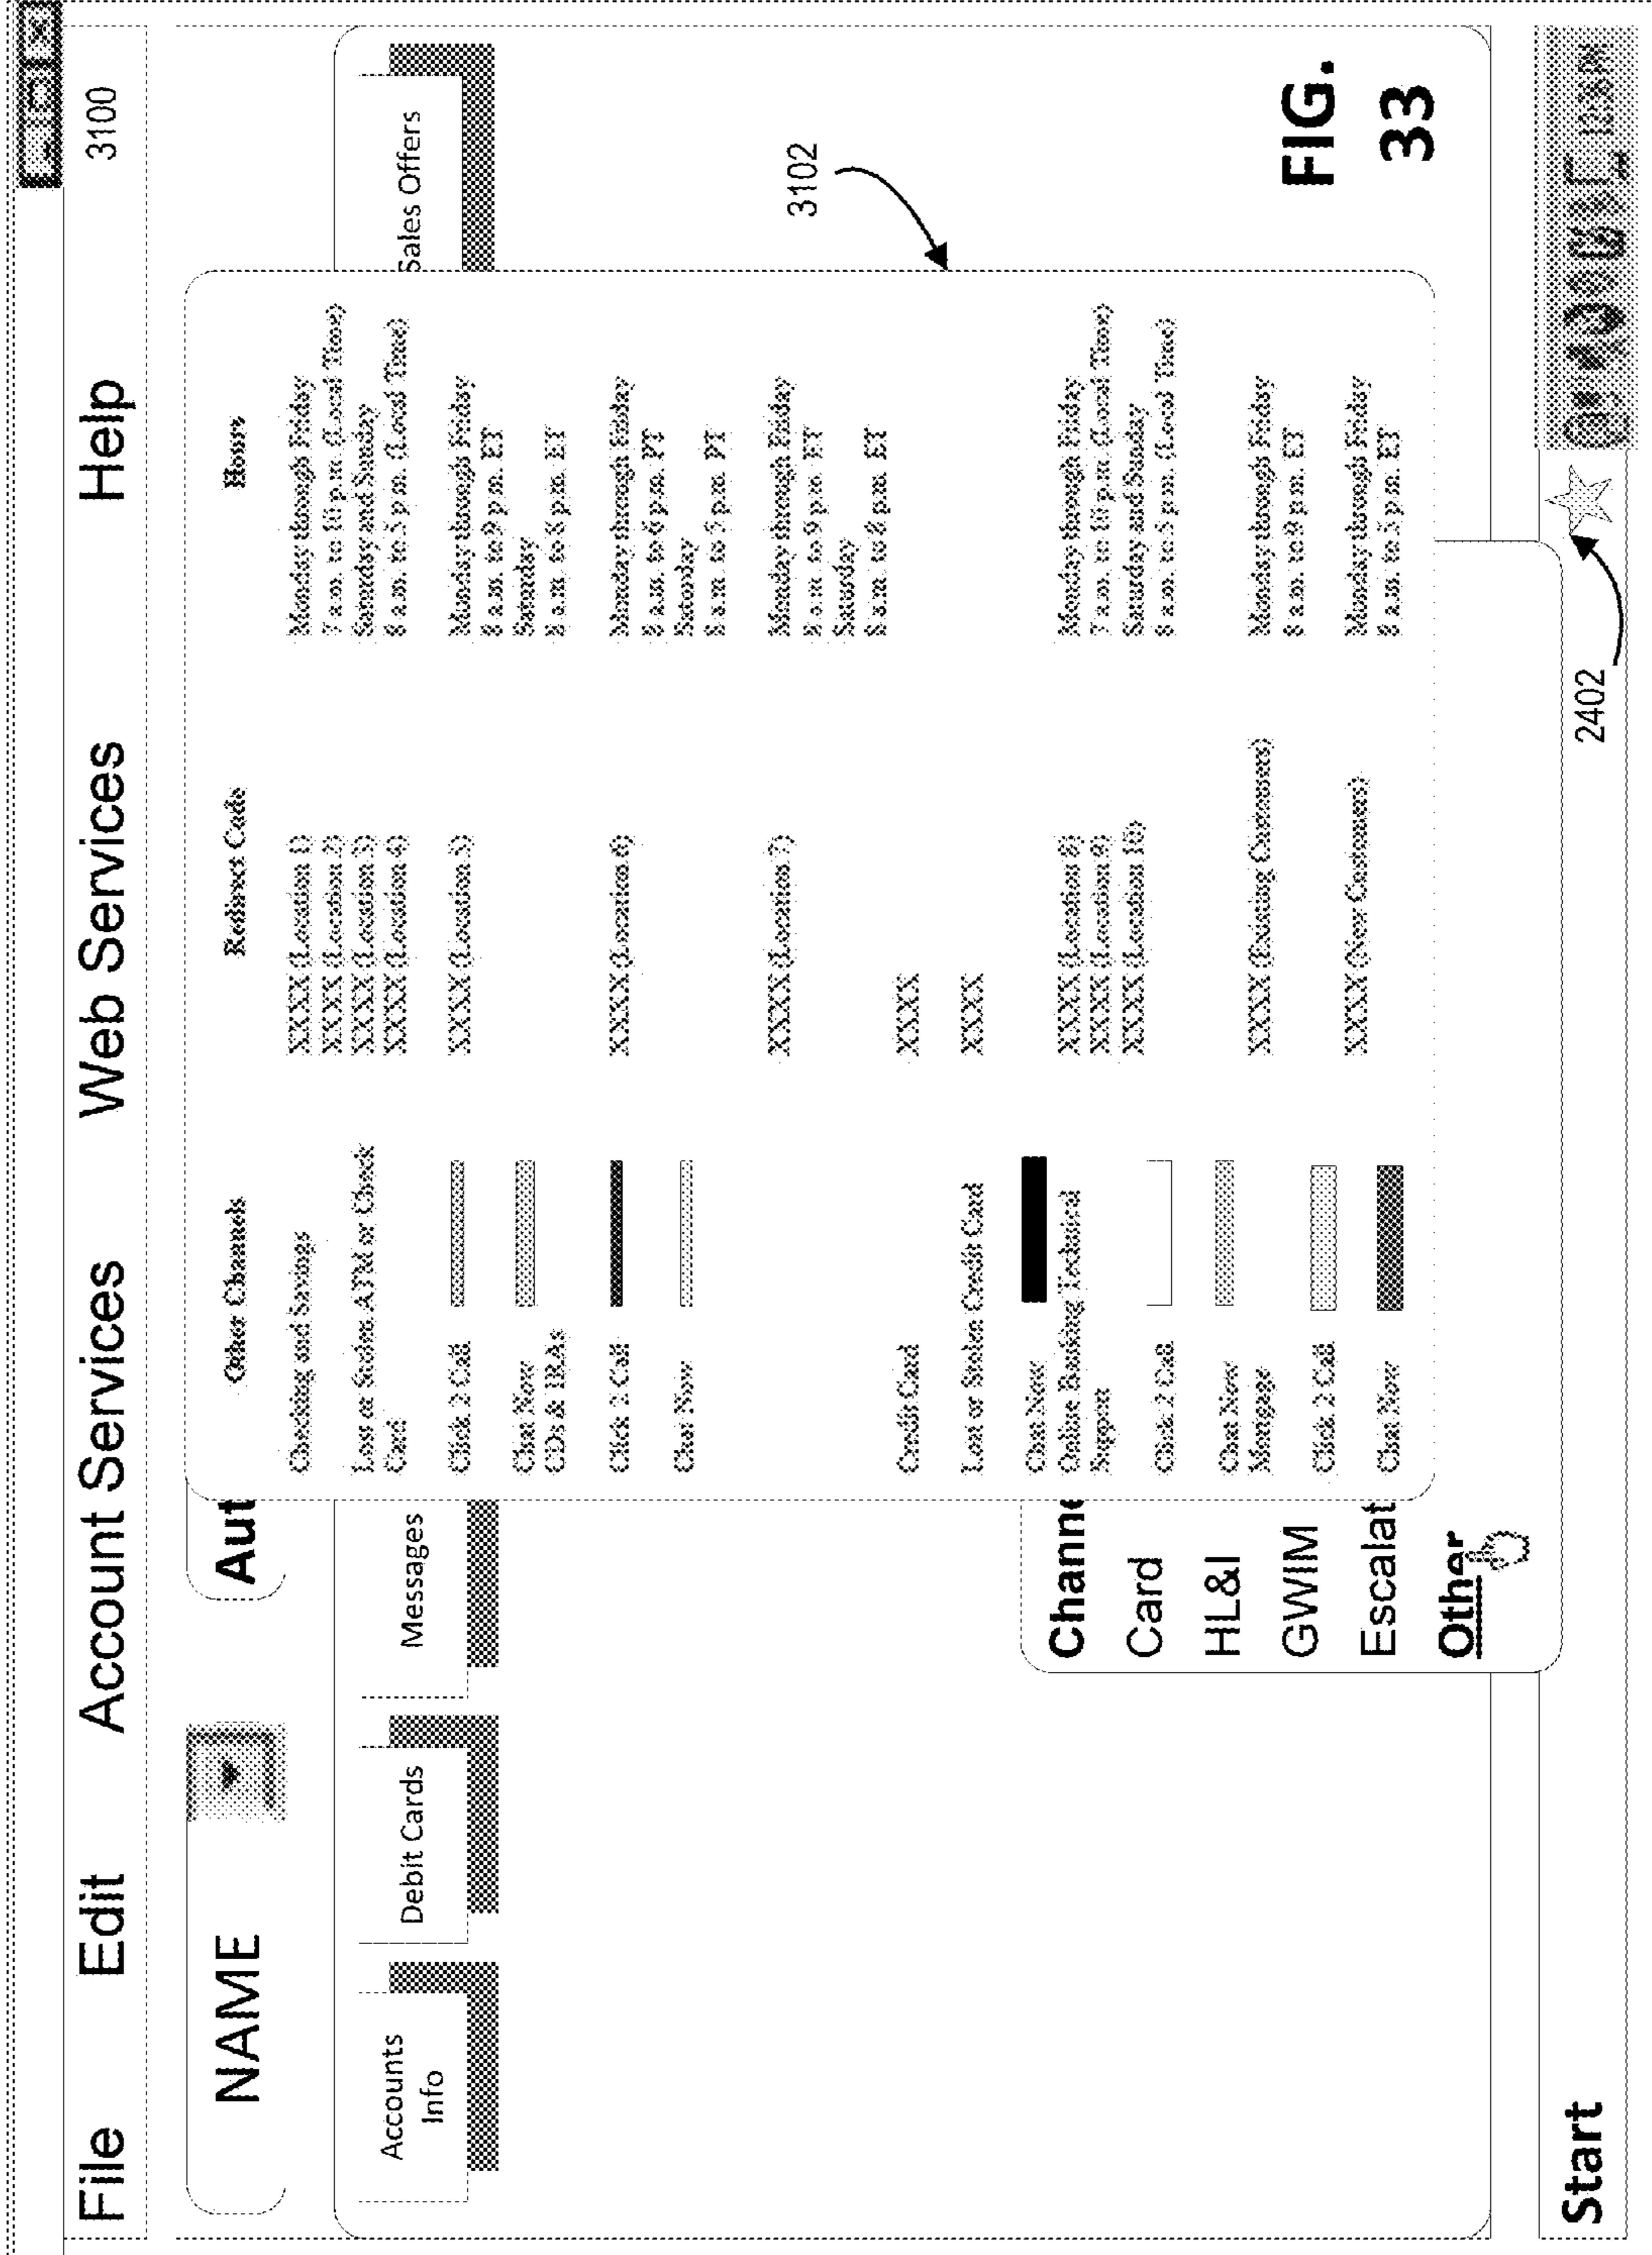 3100
File Edit Account Services Web Services Help
NAME
Aut
Accounts
Info
Debit Cards
Messages
Sales Offers
3102
Other Channels Redirect Code Hours
Checking and Savings XXXX (Location 1) Monday through Friday
XXXX (Location 2) 7 a.m. to 10 p.m. (Local Time)
Lost or Stolen ATM or Check XXXX (Location 3) Saturday and Sunday
Card XXXX (Location 4) 8 a.m. to 5 p.m. (Local Time)
Click 2 Call XXXX (Location 5) Monday through Friday
8 a.m. to 9 p.m. ET
Chat Now Saturday
CDs & IRAs 8 a.m. to 8 p.m. ET
Click 2 Call XXXX (Location 6) Monday through Friday
8 a.m. to 6 p.m. PT
Chat Now Saturday
8 a.m. to 5 p.m. PT
XXXX (Location 7) Monday through Friday
8 a.m. to 9 p.m. ET
Saturday
8 a.m. to 8 p.m. ET
Credit Card XXXX
Lost or Stolen Credit Card XXXX
Chat Now
Online Banking Technical XXXX (Location 8) Monday through Friday
Support XXXX (Location 9) 7 a.m. to 10 p.m. (Local Time)
XXXX (Location 10) Saturday and Sunday
Click 2 Call 8 a.m. to 5 p.m. (Local Time)
Chat Now
Mortgage XXXX (Existing Customers) Monday through Friday
8 a.m. to 9 p.m. ET
Click 2 Call
XXXX (New Customers) Monday through Friday
Chat Now 8 a.m. to 5 p.m. ET
Channe
Card
HL&I
GWIM
Escalat
Other
2402
Start
FIG.
33